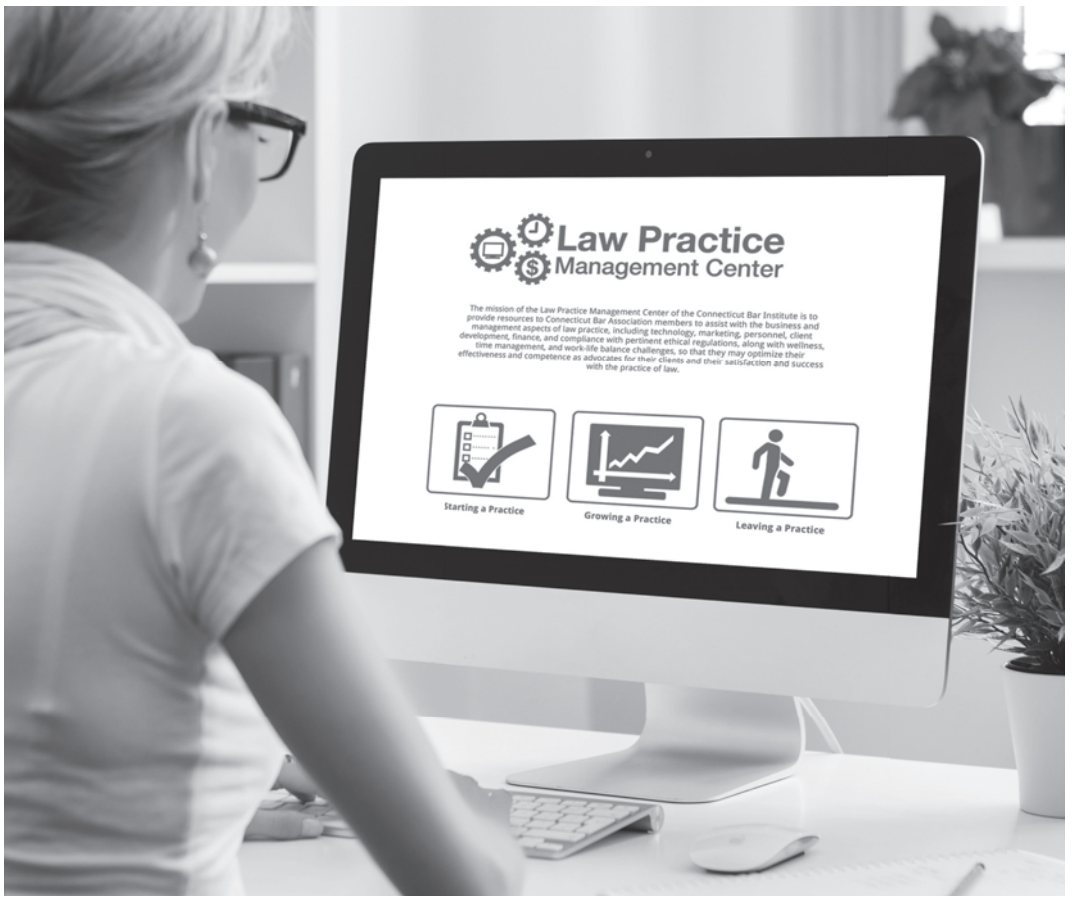 Law Practice
Management Center
The mission of the Law Practice Management Center of the Connecticut Bar Institute is to
provide resources to Connecticut Bar Association members to assist with the business and
management aspects of law practice, including technology, marketing, personnel, client
development, finance, and compliance with pertinent ethical regulations, along with wellness,
time management, and work-life balance challenges, so that they may optimize their
effectiveness and competence as advocates for their clients and their satisfaction and success
with the practice of law.
Starting a Practice
Growing a Practice
Leaving a Practice